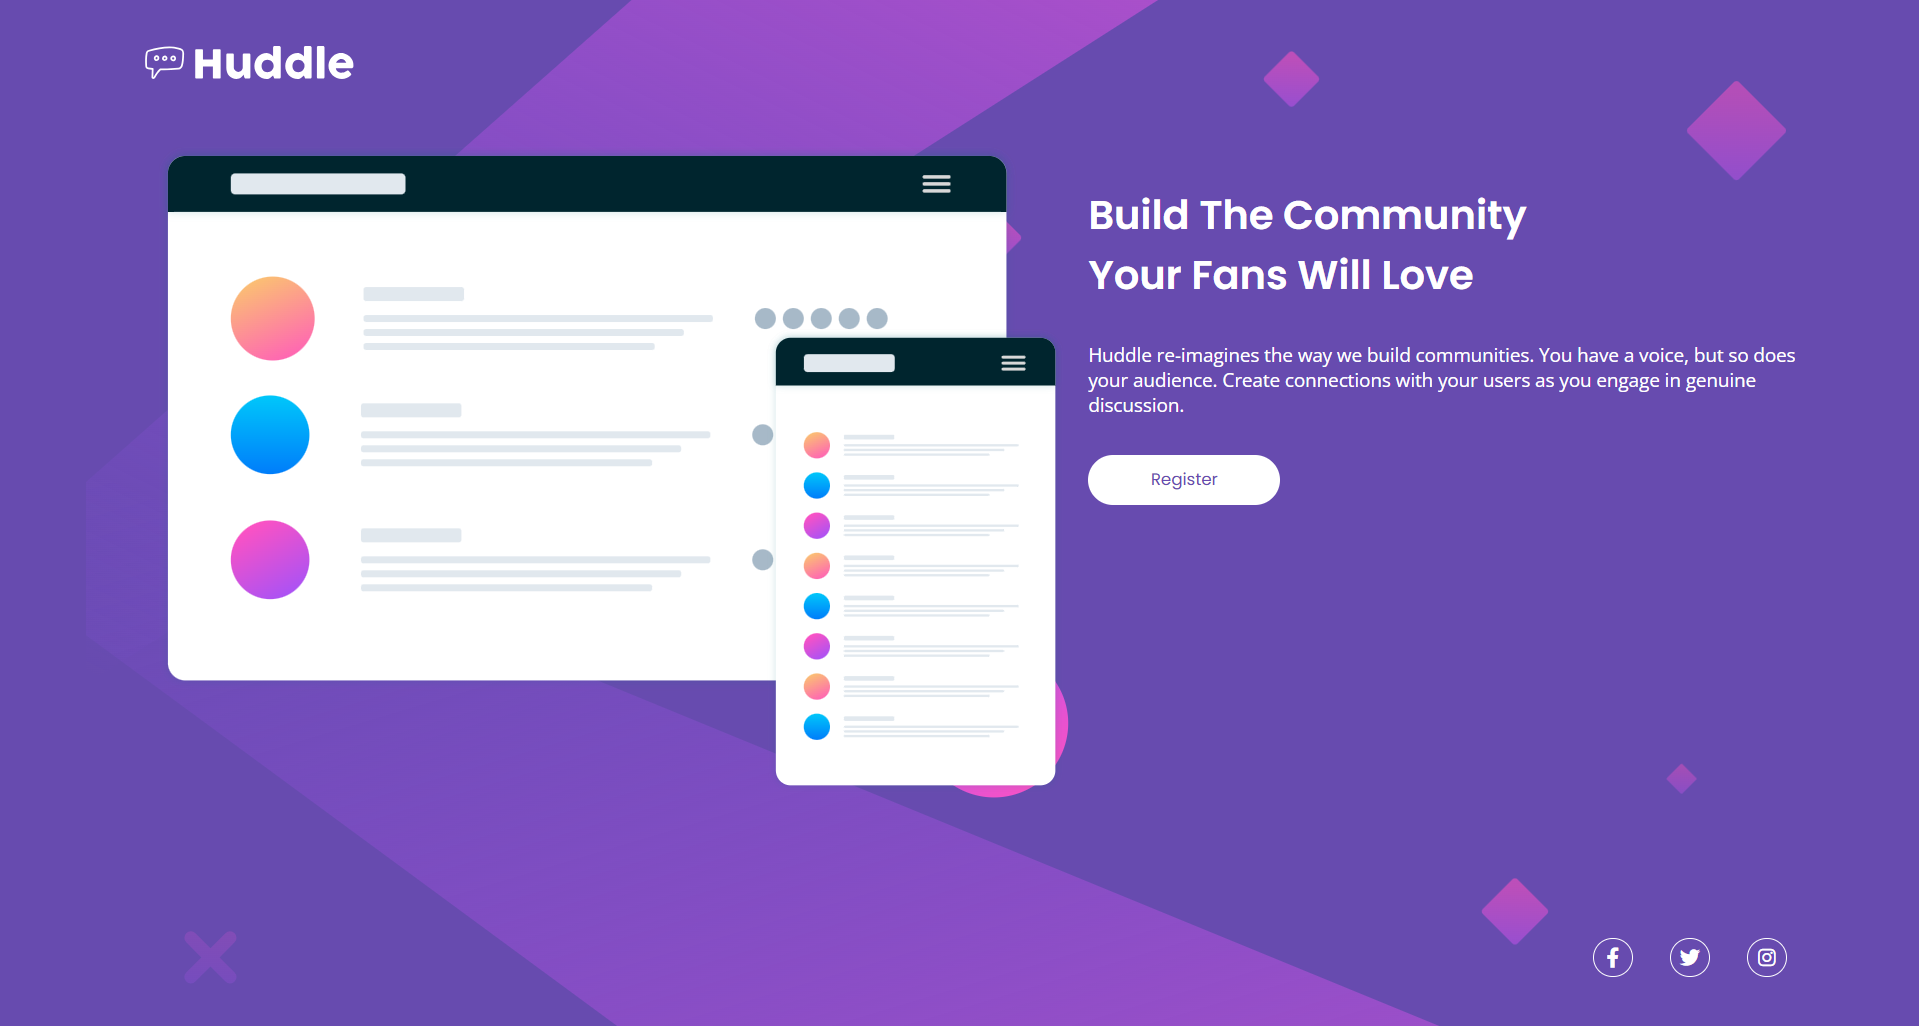 Huddle
Build The Community
Your Fans Will Love
Huddle re-imagines the way we build communities. You have a voice, but so does
your audience. Create connections with your users as you engage in genuine
discussion.
Register